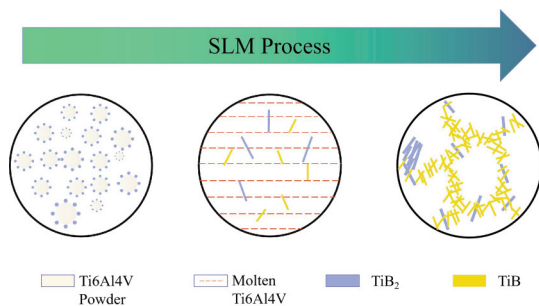 SLM Process
Ti6Al4V
Powder
Molten
Ti6Al4V
TiB₂
TiB